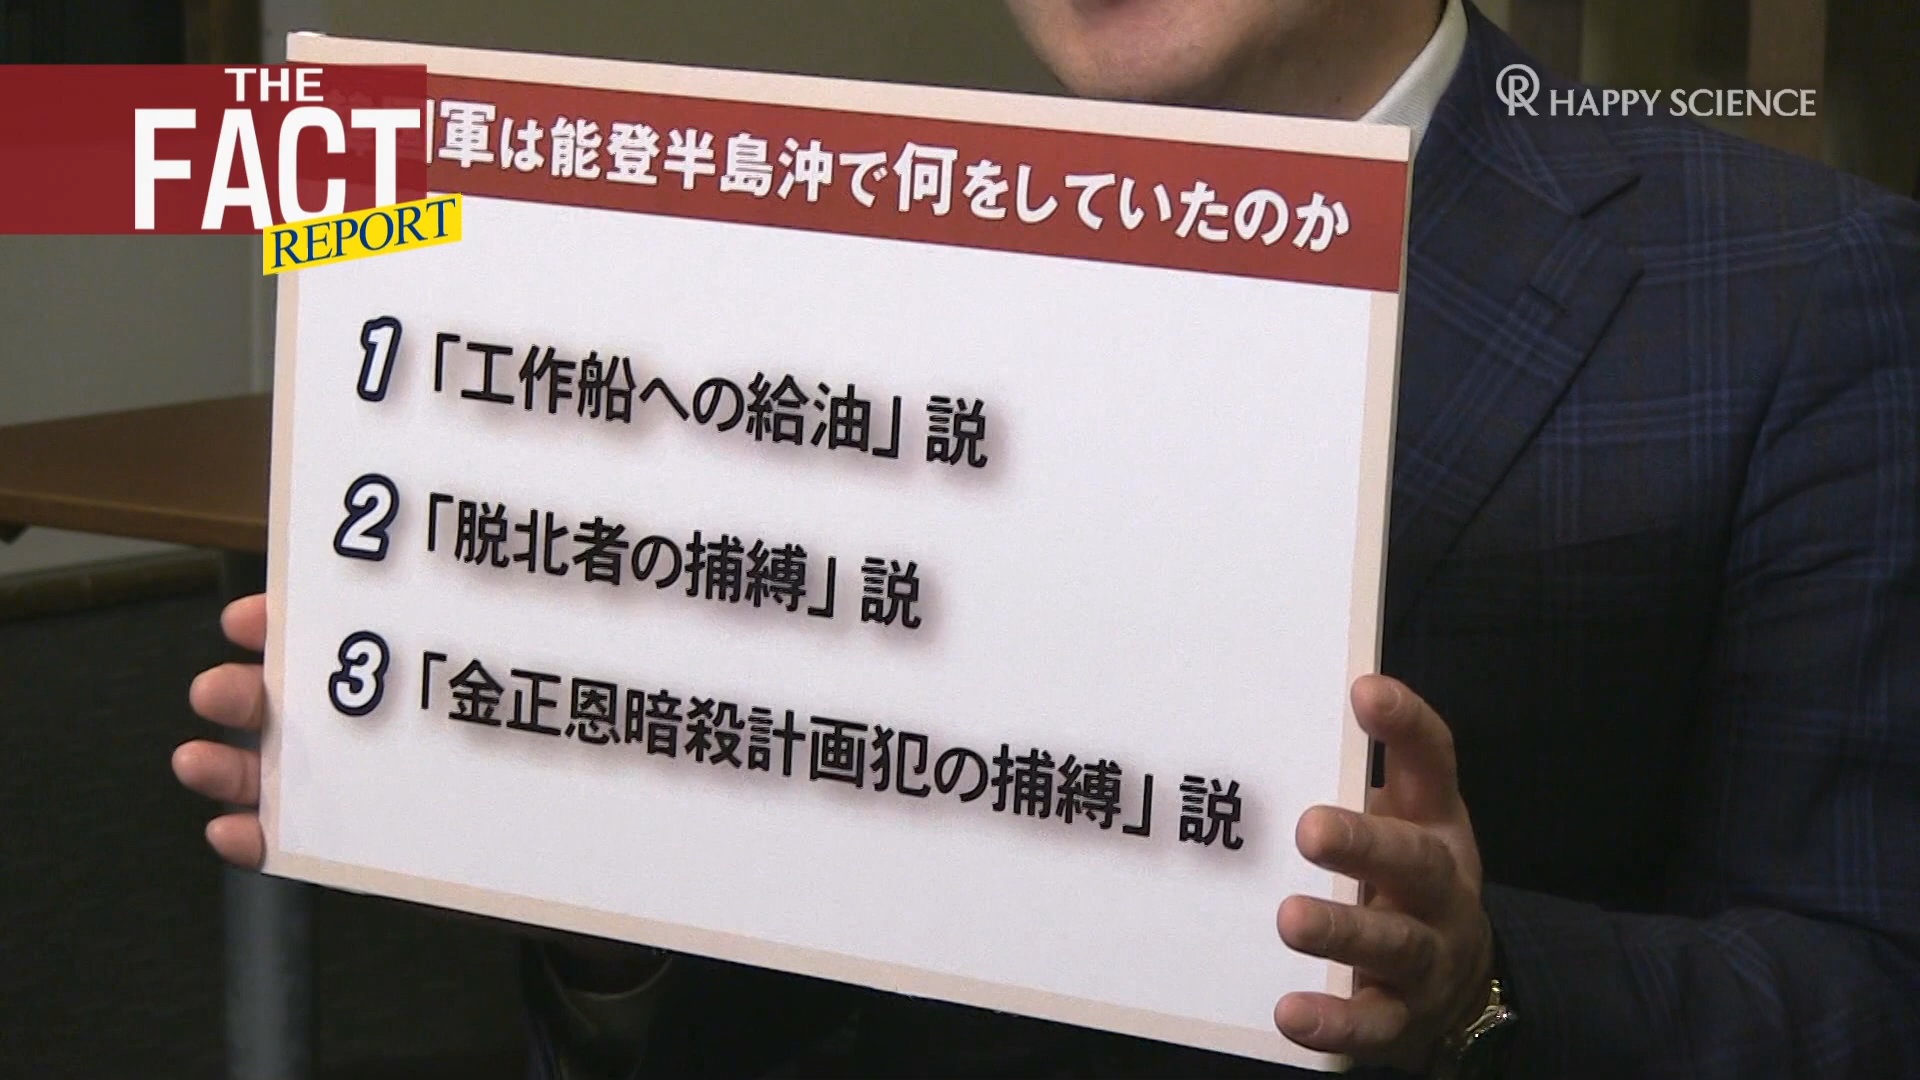 THE
FACT
REPORT
HAPPY SCIENCE
国軍は能登半島沖で何をしていたのか
1 「工作船への給油」説
2 「脱北者の捕縛」説
3 「金正恩暗殺計画犯の捕縛」説